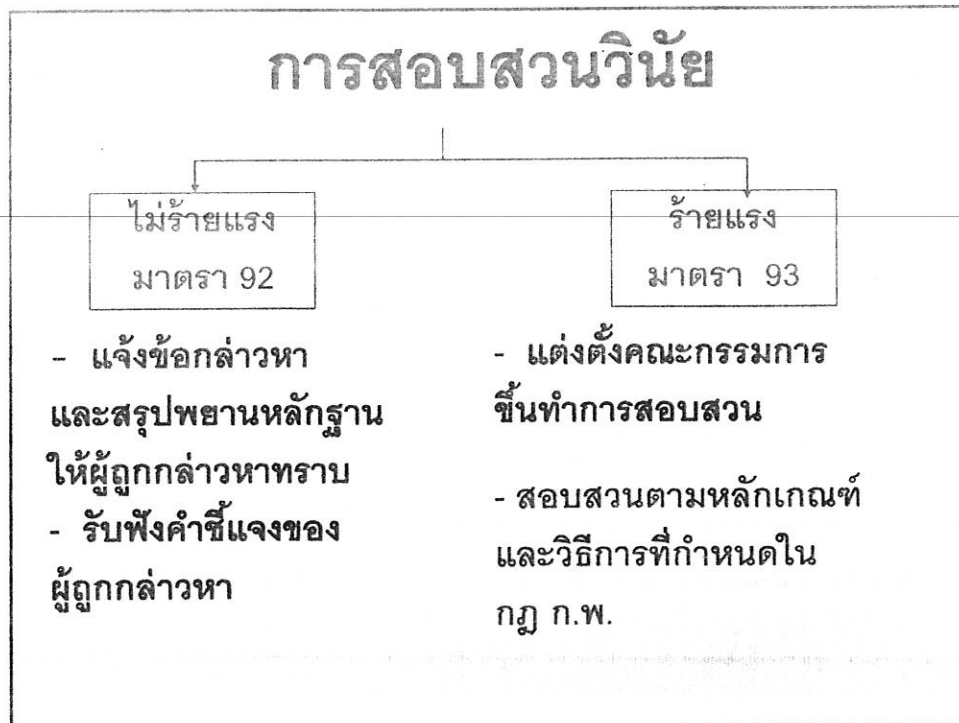 การสอบสวนวินัย
ไม่ร้ายแรง
มาตรา 92
- แจ้งข้อกล่าวหา
และสรุปพยานหลักฐาน
ให้ผู้ถูกกล่าวหาทราบ
- รับฟังคำชี้แจงของ
ผู้ถูกกล่าวหา
ร้ายแรง
มาตรา 93
- แต่งตั้งคณะกรรมการ
ขึ้นทำการสอบสวน
- สอบสวนตามหลักเกณฑ์
และวิธีการที่กำหนดใน
กฎ ก.พ.